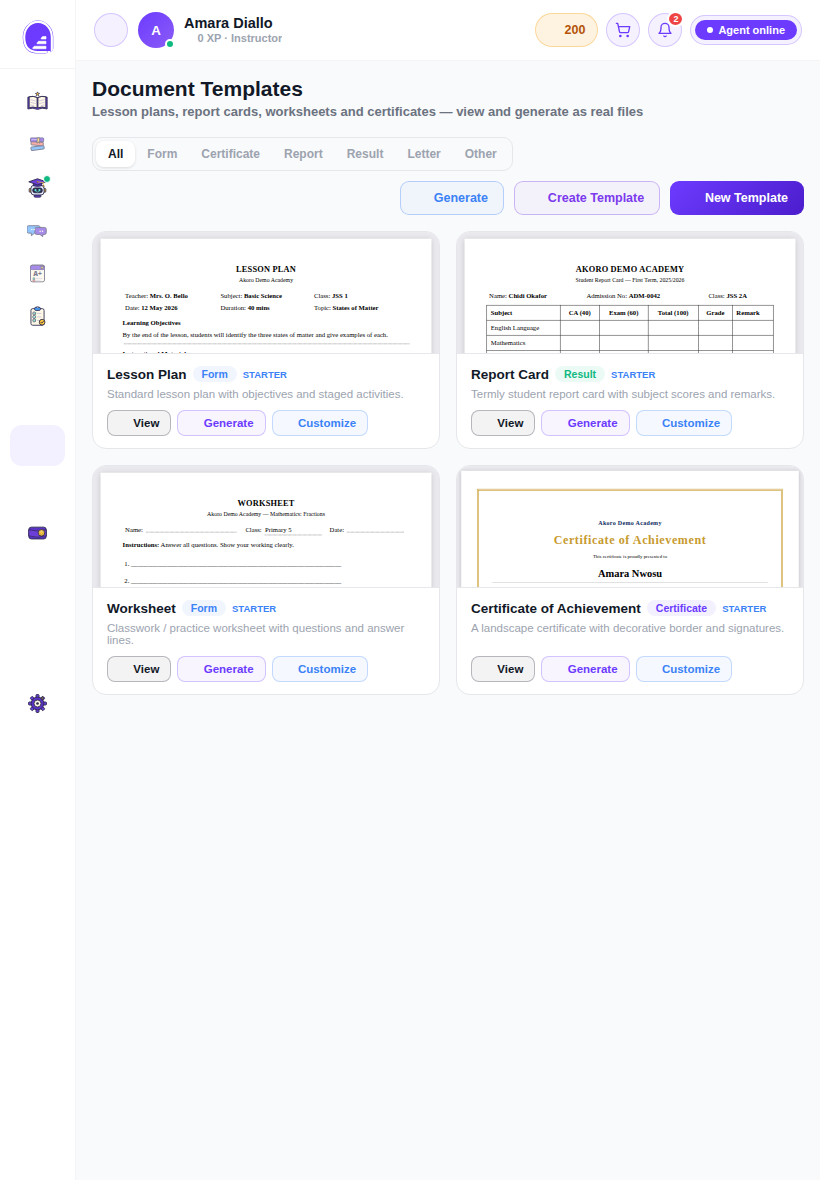 A
Amara Diallo
0 XP · Instructor
200
2
Agent online
Document Templates
Lesson plans, report cards, worksheets and certificates — view and generate as real files
All Form Certificate Report Result Letter Other
Generate Create Template New Template
LESSON PLAN
Akoro Demo Academy
Teacher: Mrs. O. Bello Subject: Basic Science Class: JSS 1
Date: 12 May 2026 Duration: 40 mins Topic: States of Matter
Learning Objectives
By the end of the lesson, students will identify the three states of matter and give examples of each.
Lesson Plan Form STARTER
Standard lesson plan with objectives and staged activities.
View Generate Customize
AKORO DEMO ACADEMY
Student Report Card — First Term, 2025/2026
Name: Chidi Okafor Admission No: ADM-0042 Class: JSS 2A
Subject CA (40) Exam (60) Total (100) Grade Remark
English Language
Mathematics
Report Card Result STARTER
Termly student report card with subject scores and remarks.
View Generate Customize
WORKSHEET
Akoro Demo Academy — Mathematics: Fractions
Name: Class: Primary 5 Date:
Instructions: Answer all questions. Show your working clearly.
1.
2.
Worksheet Form STARTER
Classwork / practice worksheet with questions and answer
lines.
View Generate Customize
Akoro Demo Academy
Certificate of Achievement
This certificate is proudly presented to
Amara Nwosu
Certificate of Achievement Certificate STARTER
A landscape certificate with decorative border and signatures.
View Generate Customize